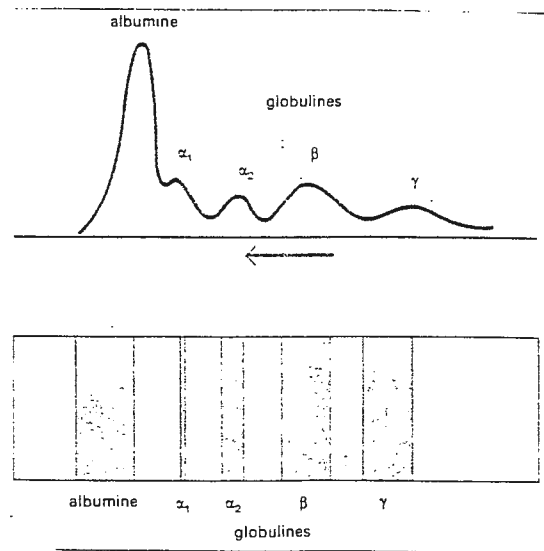 albumine
globulines
α₁ α₂ β γ
albumine α₁ α₂ β γ
globulines